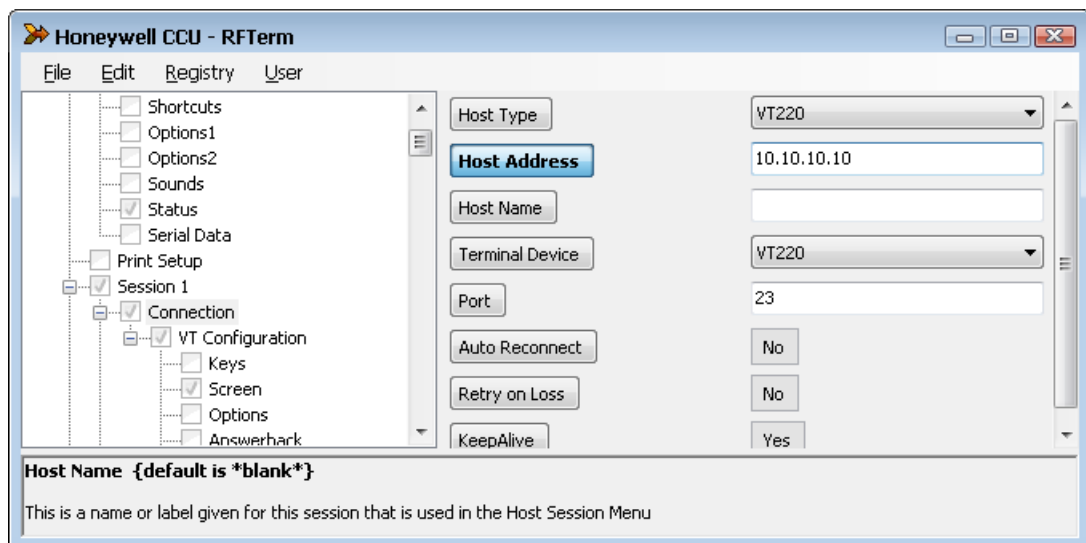 Honeywell CCU - RFTerm
File Edit Registry User
Shortcuts
Options1
Options2
Sounds
Status
Serial Data
Print Setup
Session 1
Connection
VT Configuration
Keys
Screen
Options
Answerback
Host Type VT220
Host Address 10.10.10.10
Host Name
Terminal Device VT220
Port 23
Auto Reconnect No
Retry on Loss No
KeepAlive Yes
Host Name {default is *blank*}
This is a name or label given for this session that is used in the Host Session Menu